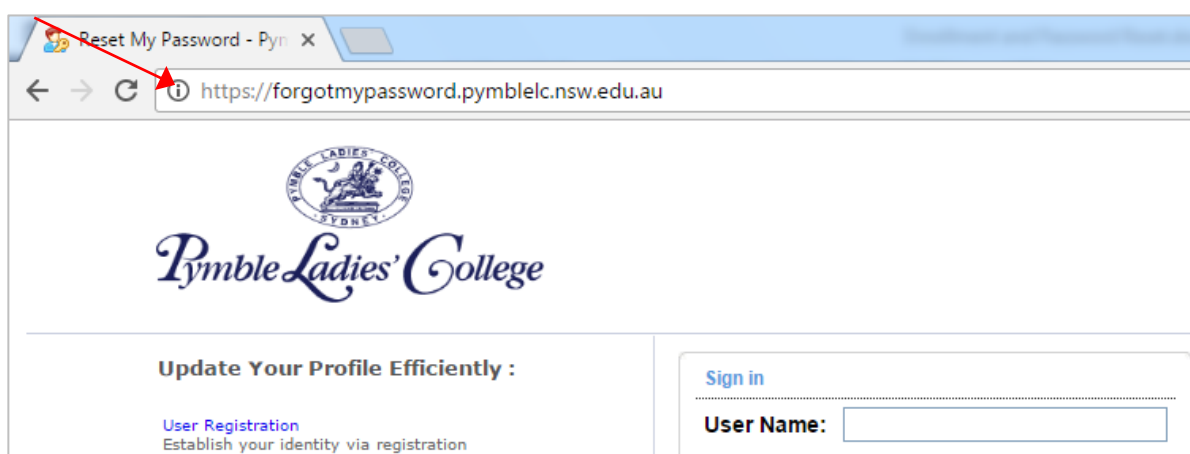 Reset My Password - Pyn
https://forgotmypassword.pymblelc.nsw.edu.au
PYMBLE LADIES' COLLEGE
SYDNEY
Pymble Ladies' College
Update Your Profile Efficiently :
User Registration
Establish your identity via registration
Sign in
User Name: